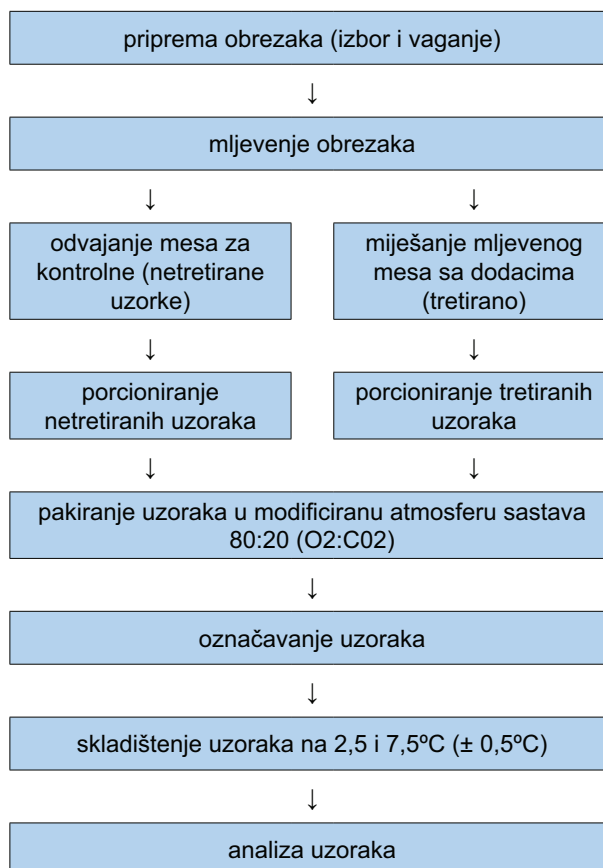 priprema obrezaka (izbor i vaganje)
↓
mljevenje obrezaka
↓ ↓
odvajanje mesa za
kontrolne (netretirane
uzorke)
miješanje mljevenog
mesa sa dodacima
(tretirano)
↓ ↓
porcioniranje
netretiranih uzoraka
porcioniranje tretiranih
uzoraka
↓ ↓
pakiranje uzoraka u modificiranu atmosferu sastava
80:20 (O2:C02)
↓
označavanje uzoraka
↓
skladištenje uzoraka na 2,5 i 7,5ºC (± 0,5ºC)
↓
analiza uzoraka